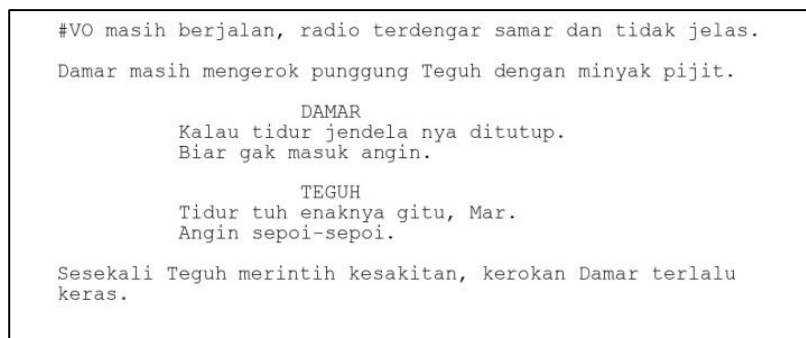 #VO masih berjalan, radio terdengar samar dan tidak jelas.
Damar masih mengerok punggung Teguh dengan minyak pijit.
DAMAR
Kalau tidur jendela nya ditutup.
Biar gak masuk angin.
TEGUH
Tidur tuh enaknya gitu, Mar.
Angin sepoi-sepoi.
Sesekali Teguh merintih kesakitan, kerokan Damar terlalu
keras.